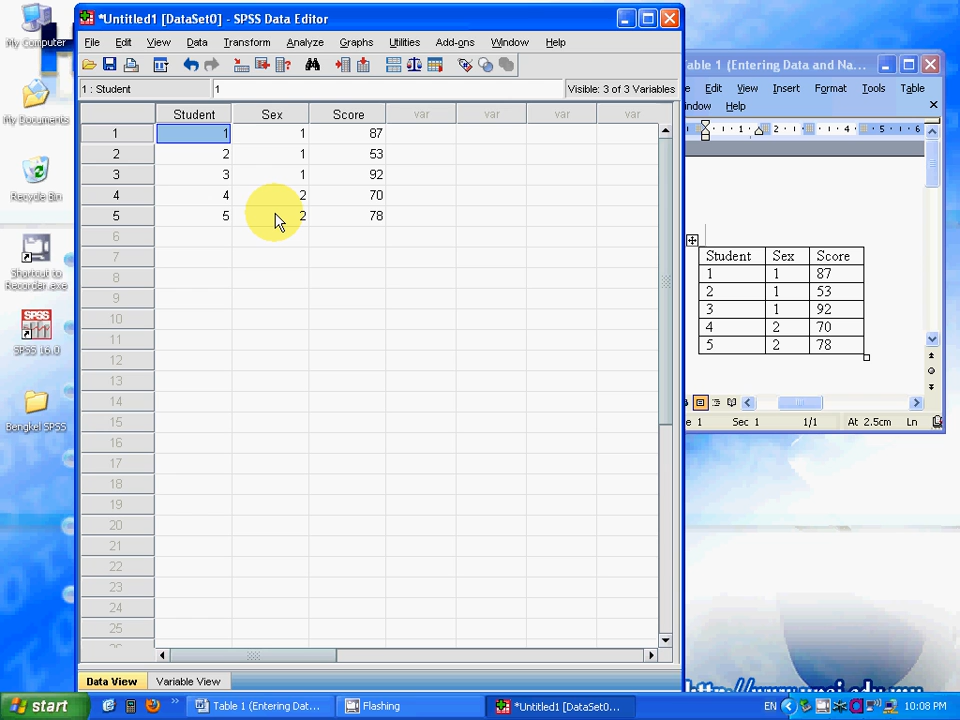 *Untitled1 [DataSet0] - SPSS Data Editor
File Edit View Data Transform Analyze Graphs Utilities Add-ons Window Help
1 : Student 1 Visible: 3 of 3 Variables
Student Sex Score var var var var
1 1 1 87
2 2 1 53
3 3 1 92
4 4 2 70
5 5 2 78
6
7
8
9
10
11
12
13
14
15
16
17
18
19
20
21
22
23
24
25
Data View Variable View
My Computer
My Documents
Recycle Bin
Shortcut to
Recorder.exe
SPSS 16.0
Bengkel SPSS
Table 1 (Entering Data and Na...
Edit View Insert Format Tools Table
Help
1 2 4 5 6
Student Sex Score
1 1 87
2 1 53
3 1 92
4 2 70
5 2 78
1 Sec 1 1/1 At 2.5cm Ln
start Table 1 (Entering Dat... Flashing *Untitled1 [DataSet0... EN 10:08 PM